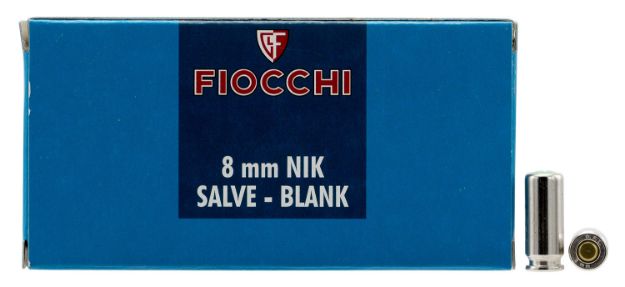 FIOCCHI
8 mm NIK
SALVE - BLANK